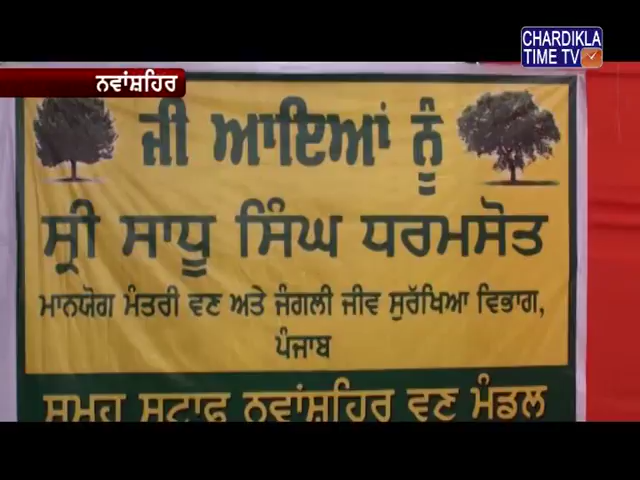 CHARDIKLA
TIME TV
ਨਵਾਂਸ਼ਹਿਰ
ਜੀ ਆਇਆਂ ਨੂੰ
ਸ੍ਰੀ ਸਾਧੂ ਸਿੰਘ ਧਰਮਸੋਤ
ਮਾਨਯੋਗ ਮੰਤਰੀ ਵਣ ਅਤੇ ਜੰਗਲੀ ਜੀਵ ਸੁਰੱਖਿਆ ਵਿਭਾਗ,
ਪੰਜਾਬ
ਸਮੂਹ ਸਟਾਫ ਨਵਾਂਸ਼ਹਿਰ ਵਣ ਮੰਡਲ